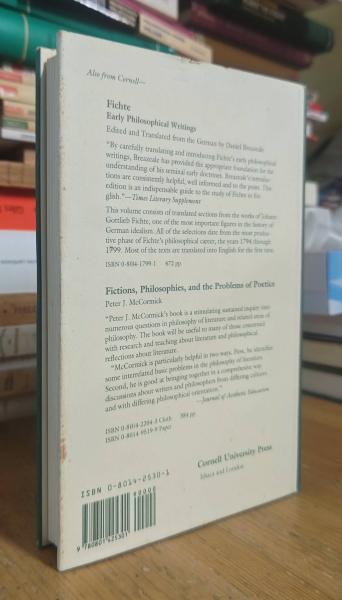 Also from Cornell—
Fichte
Early Philosophical Writings
Edited and Translated from the German by Daniel Breazeale
"By carefully translating and introducing Fichte's early philosophical
writings, Breazeale has provided the appropriate foundation for the
understanding of his seminal early doctrines. Breazeale's introduc-
tions are consistently helpful, well informed and to the point. This
edition is an indispensable guide to the study of Fichte in En-
glish."—Times Literary Supplement
This volume consists of translated sections from the works of Johann
Gottlieb Fichte, one of the most important figures in the history of
German idealism. All of the selections date from the most produc-
tive phase of Fichte's philosophical career, the years 1794 through
1799. Most of the texts are translated into English for the first time.
ISBN 0-8014-1799-1 472 pp.
Fictions, Philosophies, and the Problems of Poetics
Peter J. McCormick
"Peter J. McCormick's book is a stimulating sustained inquiry into
numerous questions in philosophy of literature and related areas of
philosophy. The book will be useful to many of those concerned
with research and teaching about literature and philosophical
reflections about literature.
"McCormick is particularly helpful in two ways. First, he identifies
some interrelated basic problems in the philosophy of literature.
Second, he is good at bringing together in a comprehensive way
discussions about writers and philosophers from differing cultures
and with differing philosophical orientation."
—Journal of Aesthetic Education
ISBN 0-8014-2204-3 Cloth 384 pp.
ISBN 0-8014-9519-9 Paper
Cornell University Press
Ithaca and London
ISBN 0-8014-2530-1
90000
9 780801 425301